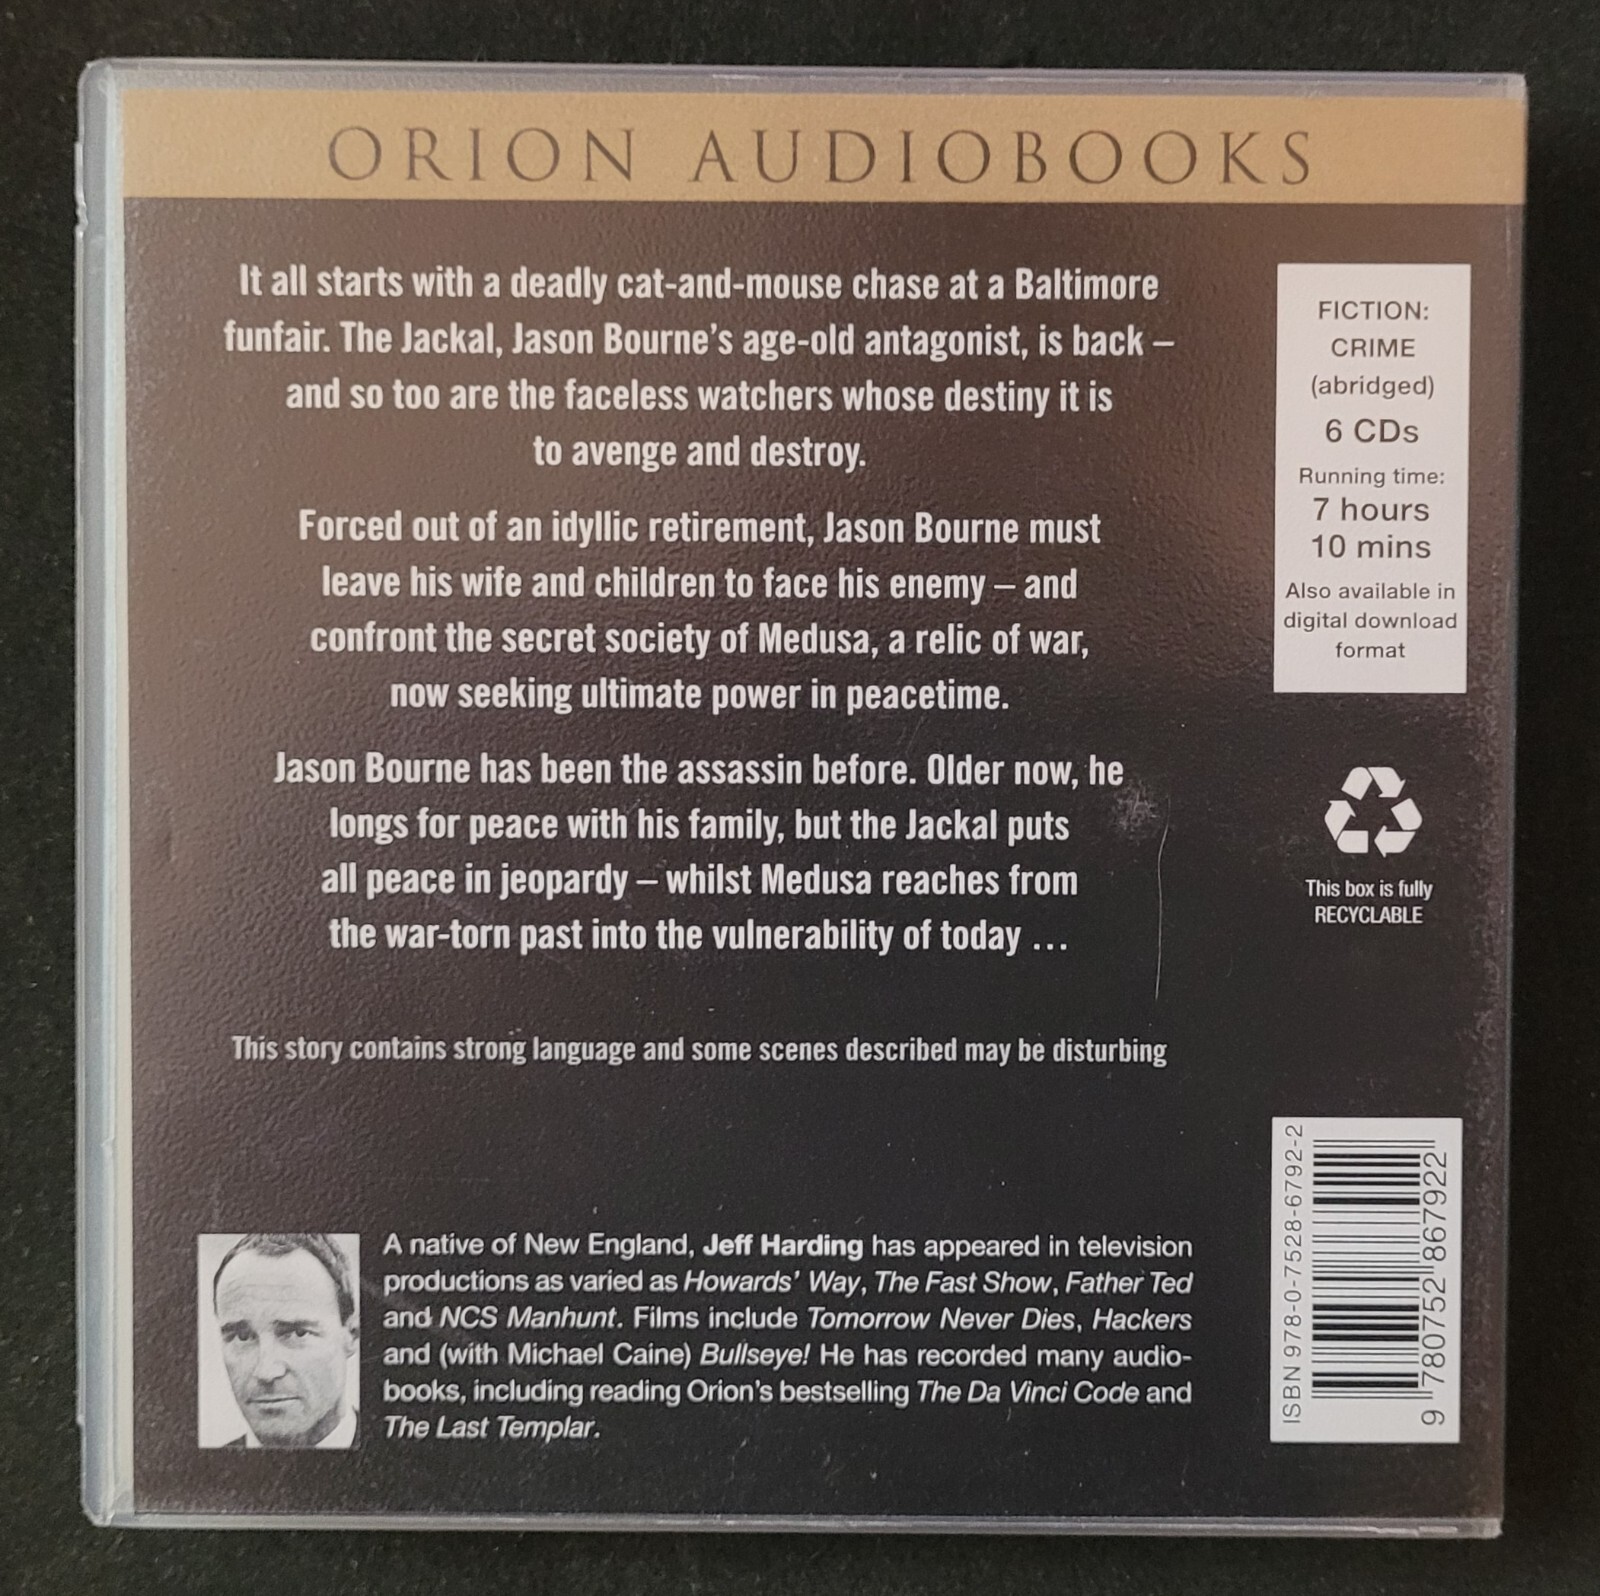 ORION AUDIOBOOKS
It all starts with a deadly cat-and-mouse chase at a Baltimore
funfair. The Jackal, Jason Bourne’s age-old antagonist, is back –
and so too are the faceless watchers whose destiny it is
to avenge and destroy.
Forced out of an idyllic retirement, Jason Bourne must
leave his wife and children to face his enemy – and
confront the secret society of Medusa, a relic of war,
now seeking ultimate power in peacetime.
Jason Bourne has been the assassin before. Older now, he
longs for peace with his family, but the Jackal puts
all peace in jeopardy – whilst Medusa reaches from
the war-torn past into the vulnerability of today …
This story contains strong language and some scenes described may be disturbing
A native of New England, Jeff Harding has appeared in television
productions as varied as Howards’ Way, The Fast Show, Father Ted
and NCS Manhunt. Films include Tomorrow Never Dies, Hackers
and (with Michael Caine) Bullseye! He has recorded many audio-
books, including reading Orion’s bestselling The Da Vinci Code and
The Last Templar.
FICTION:
CRIME
(abridged)
6 CDs
Running time:
7 hours
10 mins
Also available in
digital download
format
This box is fully
RECYCLABLE
ISBN 978-0-7528-6792-2
9 780752 867922